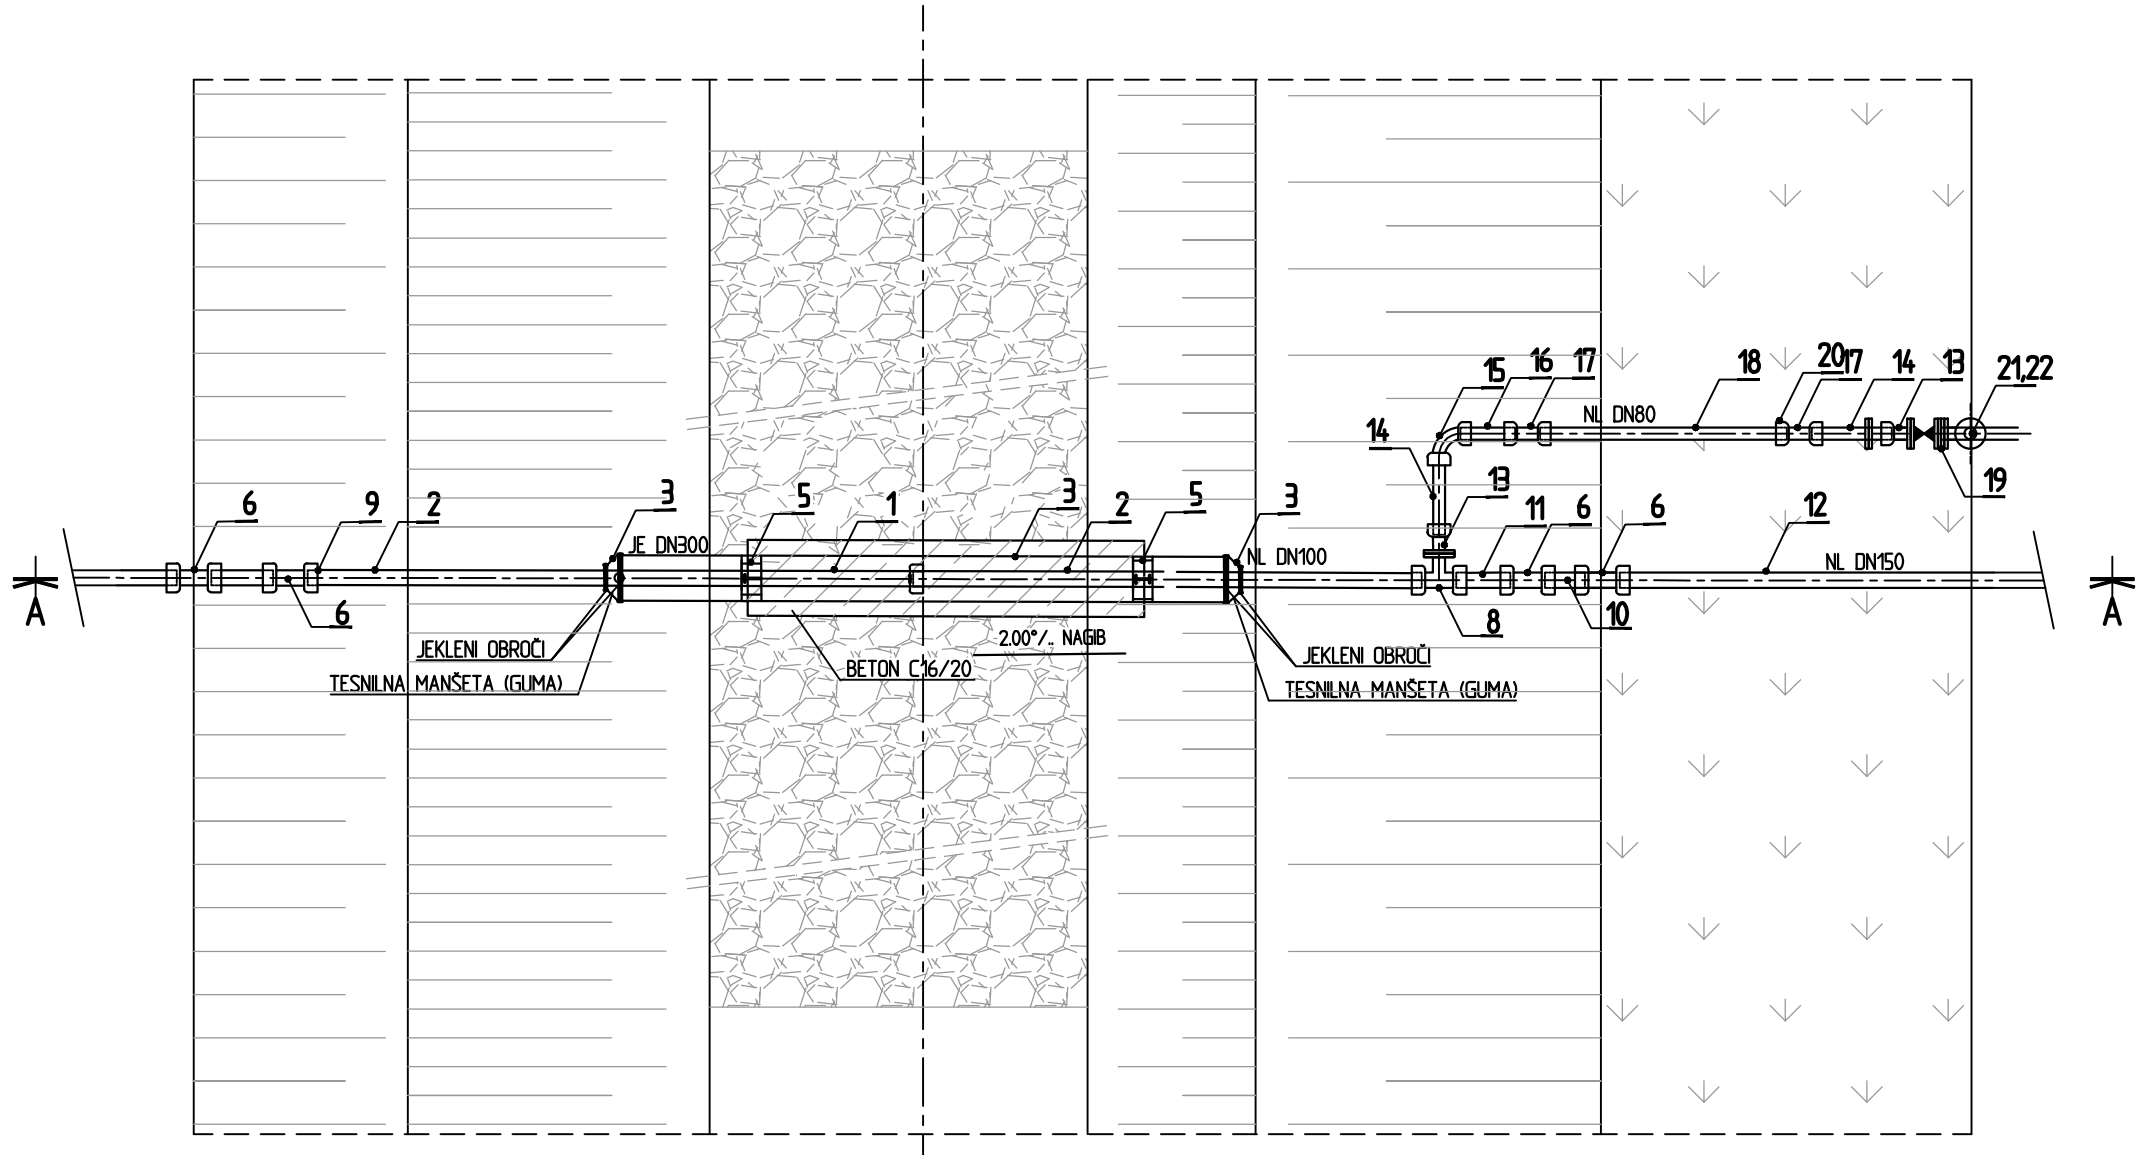 20
15
16
17
18
17
14
13
21,22
NL DN80
14
13
19
6
9
2
3
5
1
3
2
5
3
11
6
6
12
JE DN300
NL DN100
NL DN150
A
6
8
10
A
2.00°/.. NAGIB
JEKLENI OBROČI
BETON C 16/20
JEKLENI OBROČI
TESNILNA MANŠETA (GUMA)
TESNILNA MANŠETA (GUMA)